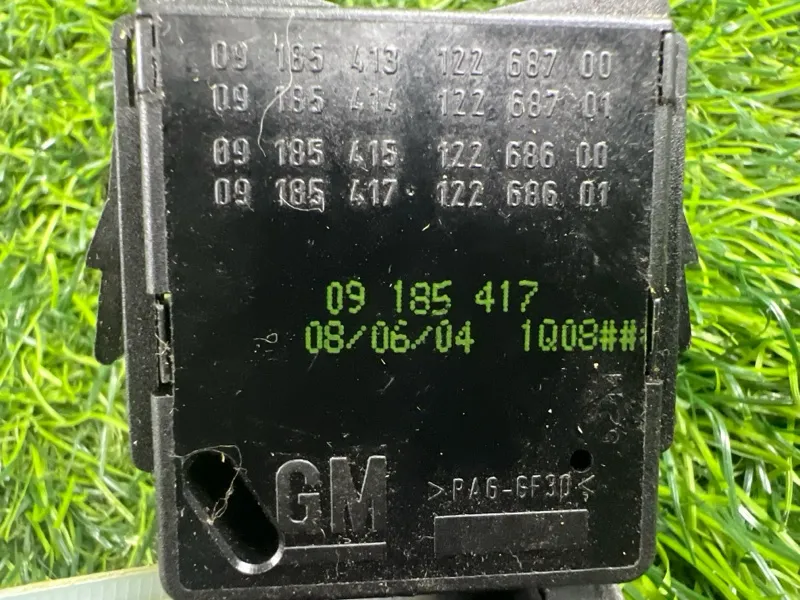 09 185 413 122 687 00
09 185 414 122 687 01
09 185 415 122 686 00
09 185 417 122 686 01
09 185 417
08/06/04 1Q08##
GM
>PA6-GF30<